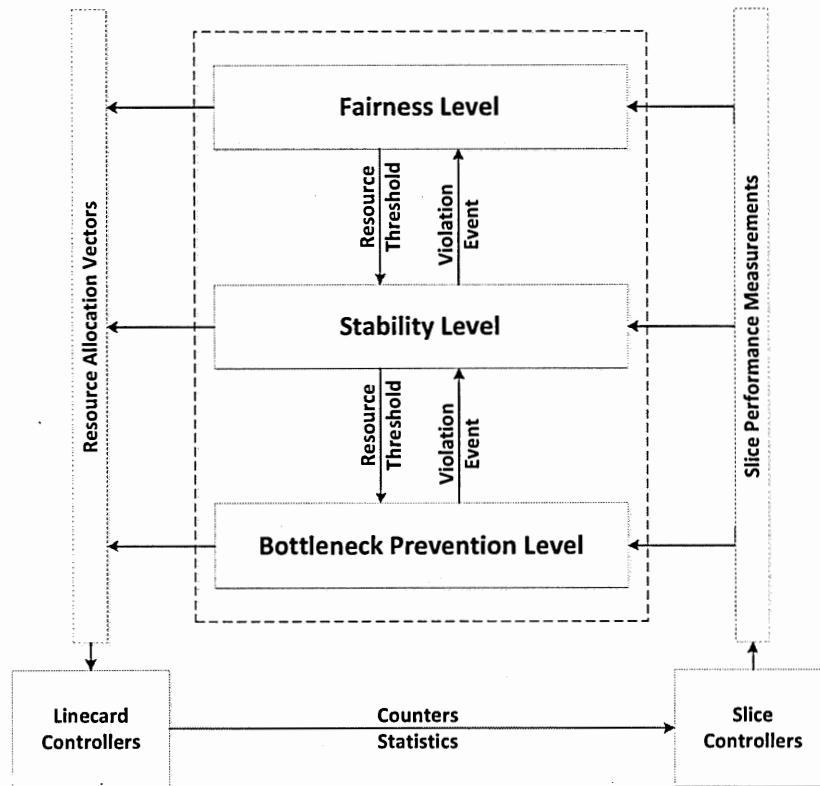 Fairness Level
Resource
Threshold
Violation
Event
Stability Level
Resource
Threshold
Violation
Event
Bottleneck Prevention Level
Resource Allocation Vectors
Slice Performance Measurements
Linecard
Controllers
Counters
Statistics
Slice
Controllers